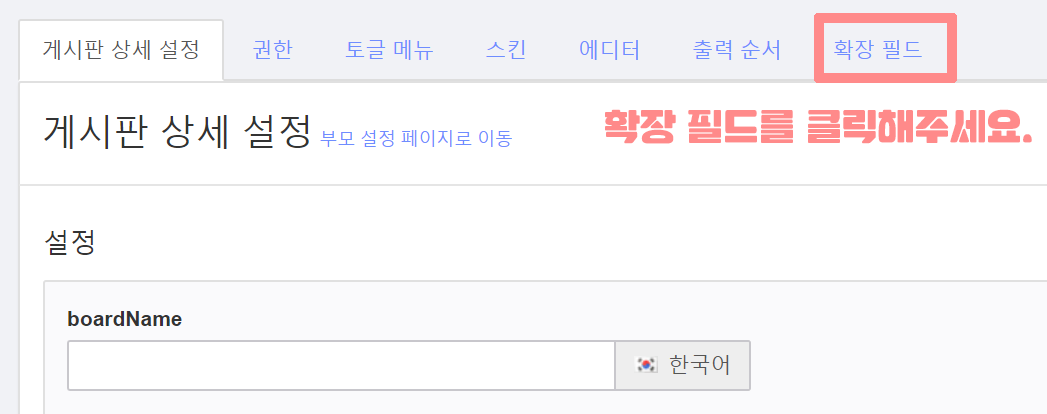 게시판 상세 설정 권한 토글 메뉴 스킨 에디터 출력 순서 확장 필드
게시판 상세 설정 부모 설정 페이지로 이동
확장 필드를 클릭해주세요.
설정
boardName
한국어